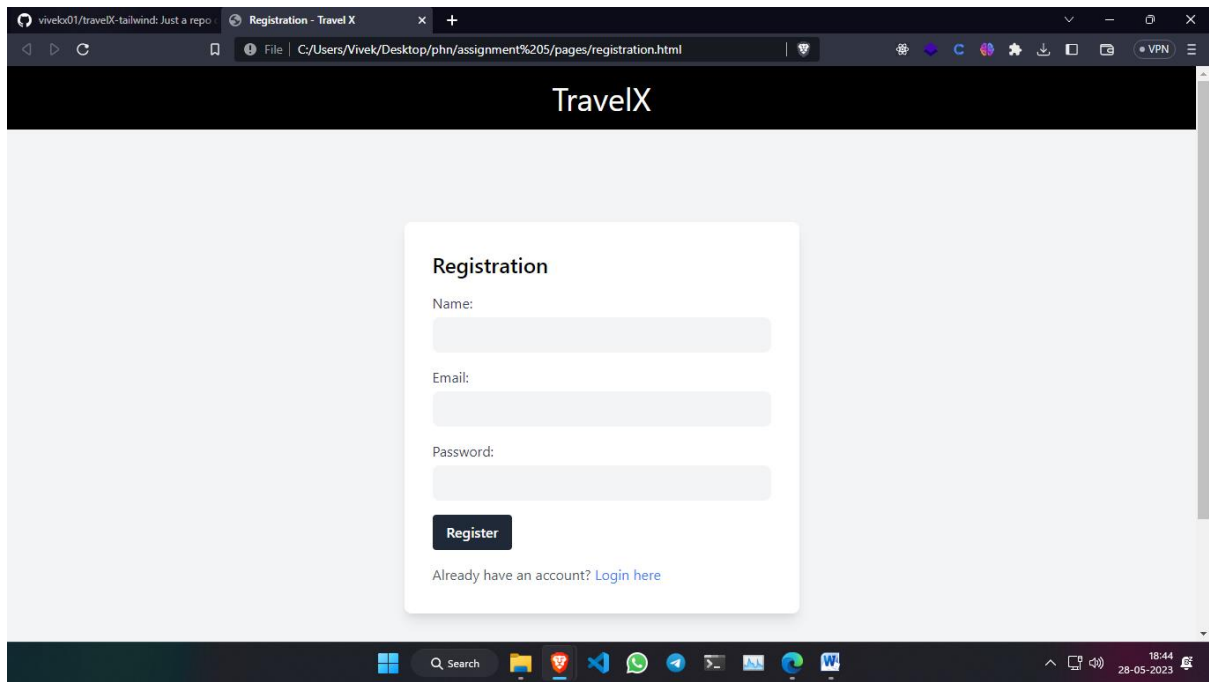 vivekx01/travelX-tailwind: Just a repo
Registration - Travel X
File
C:/Users/Vivek/Desktop/phn/assignment%205/pages/registration.html
VPN
TravelX
Registration
Name:
Email:
Password:
Register
Already have an account? Login here
Search
18:44
28-05-2023